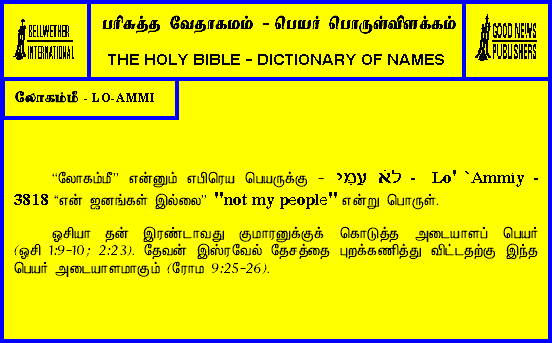 BELLWETHER
INTERNATIONAL
பரிசுத்த வேதாகமம் - பெயர் பொருள்விளக்கம்
THE HOLY BIBLE - DICTIONARY OF NAMES
GOOD NEWS
PUBLISHERS
லோகம்மீ - LO-AMMI
“லோகம்மீ” என்னும் எபிரெய பெயருக்கு - לֹא עַמִּי - Lo' `Ammiy -
3818 “என் ஜனங்கள் இல்லை” "not my people" என்று பொருள்.
ஓசியா தன் இரண்டாவது குமாரனுக்குக் கொடுத்த அடையாளப் பெயர்
(ஓசி 1:9-10; 2:23). தேவன் இஸ்ரவேல் தேசத்தை புறக்கணித்து விட்டதற்கு இந்த
பெயர் அடையாளமாகும் (ரோம 9:25-26).